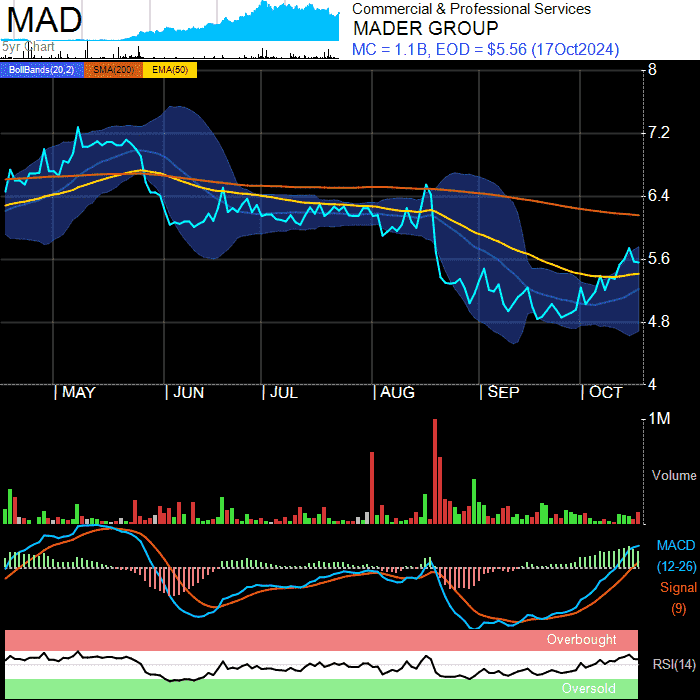 MAD
5yr Chart
Commercial & Professional Services
MADER GROUP
MC = 1.1B, EOD = $5.56 (17Oct2024)
BollBands(20,2) SMA(200) EMA(50)
8
7.2
6.4
5.6
4.8
4
MAY JUN JUL AUG SEP OCT
1M
Volume
MACD
(12-26)
Signal
(9)
Overbought
RSI(14)
Oversold